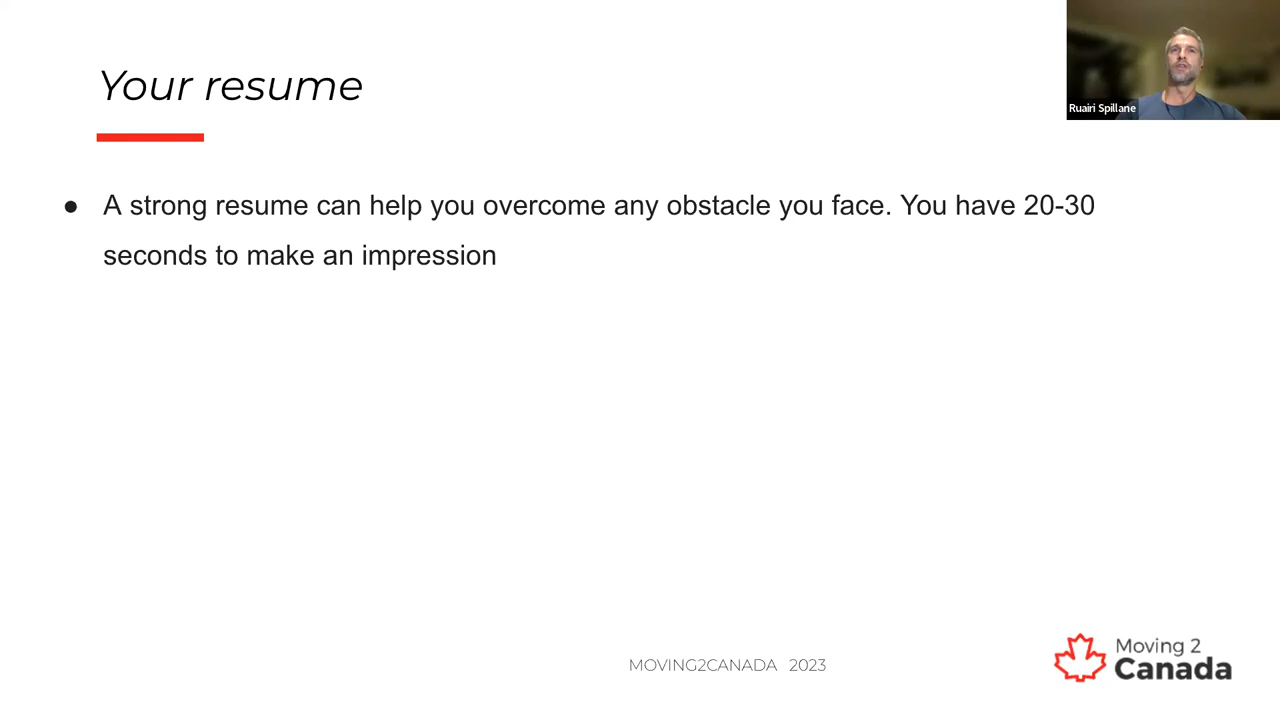 Your resume
Ruairi Spillane
● A strong resume can help you overcome any obstacle you face. You have 20-30
seconds to make an impression
MOVING2CANADA 2023
Moving 2
Canada